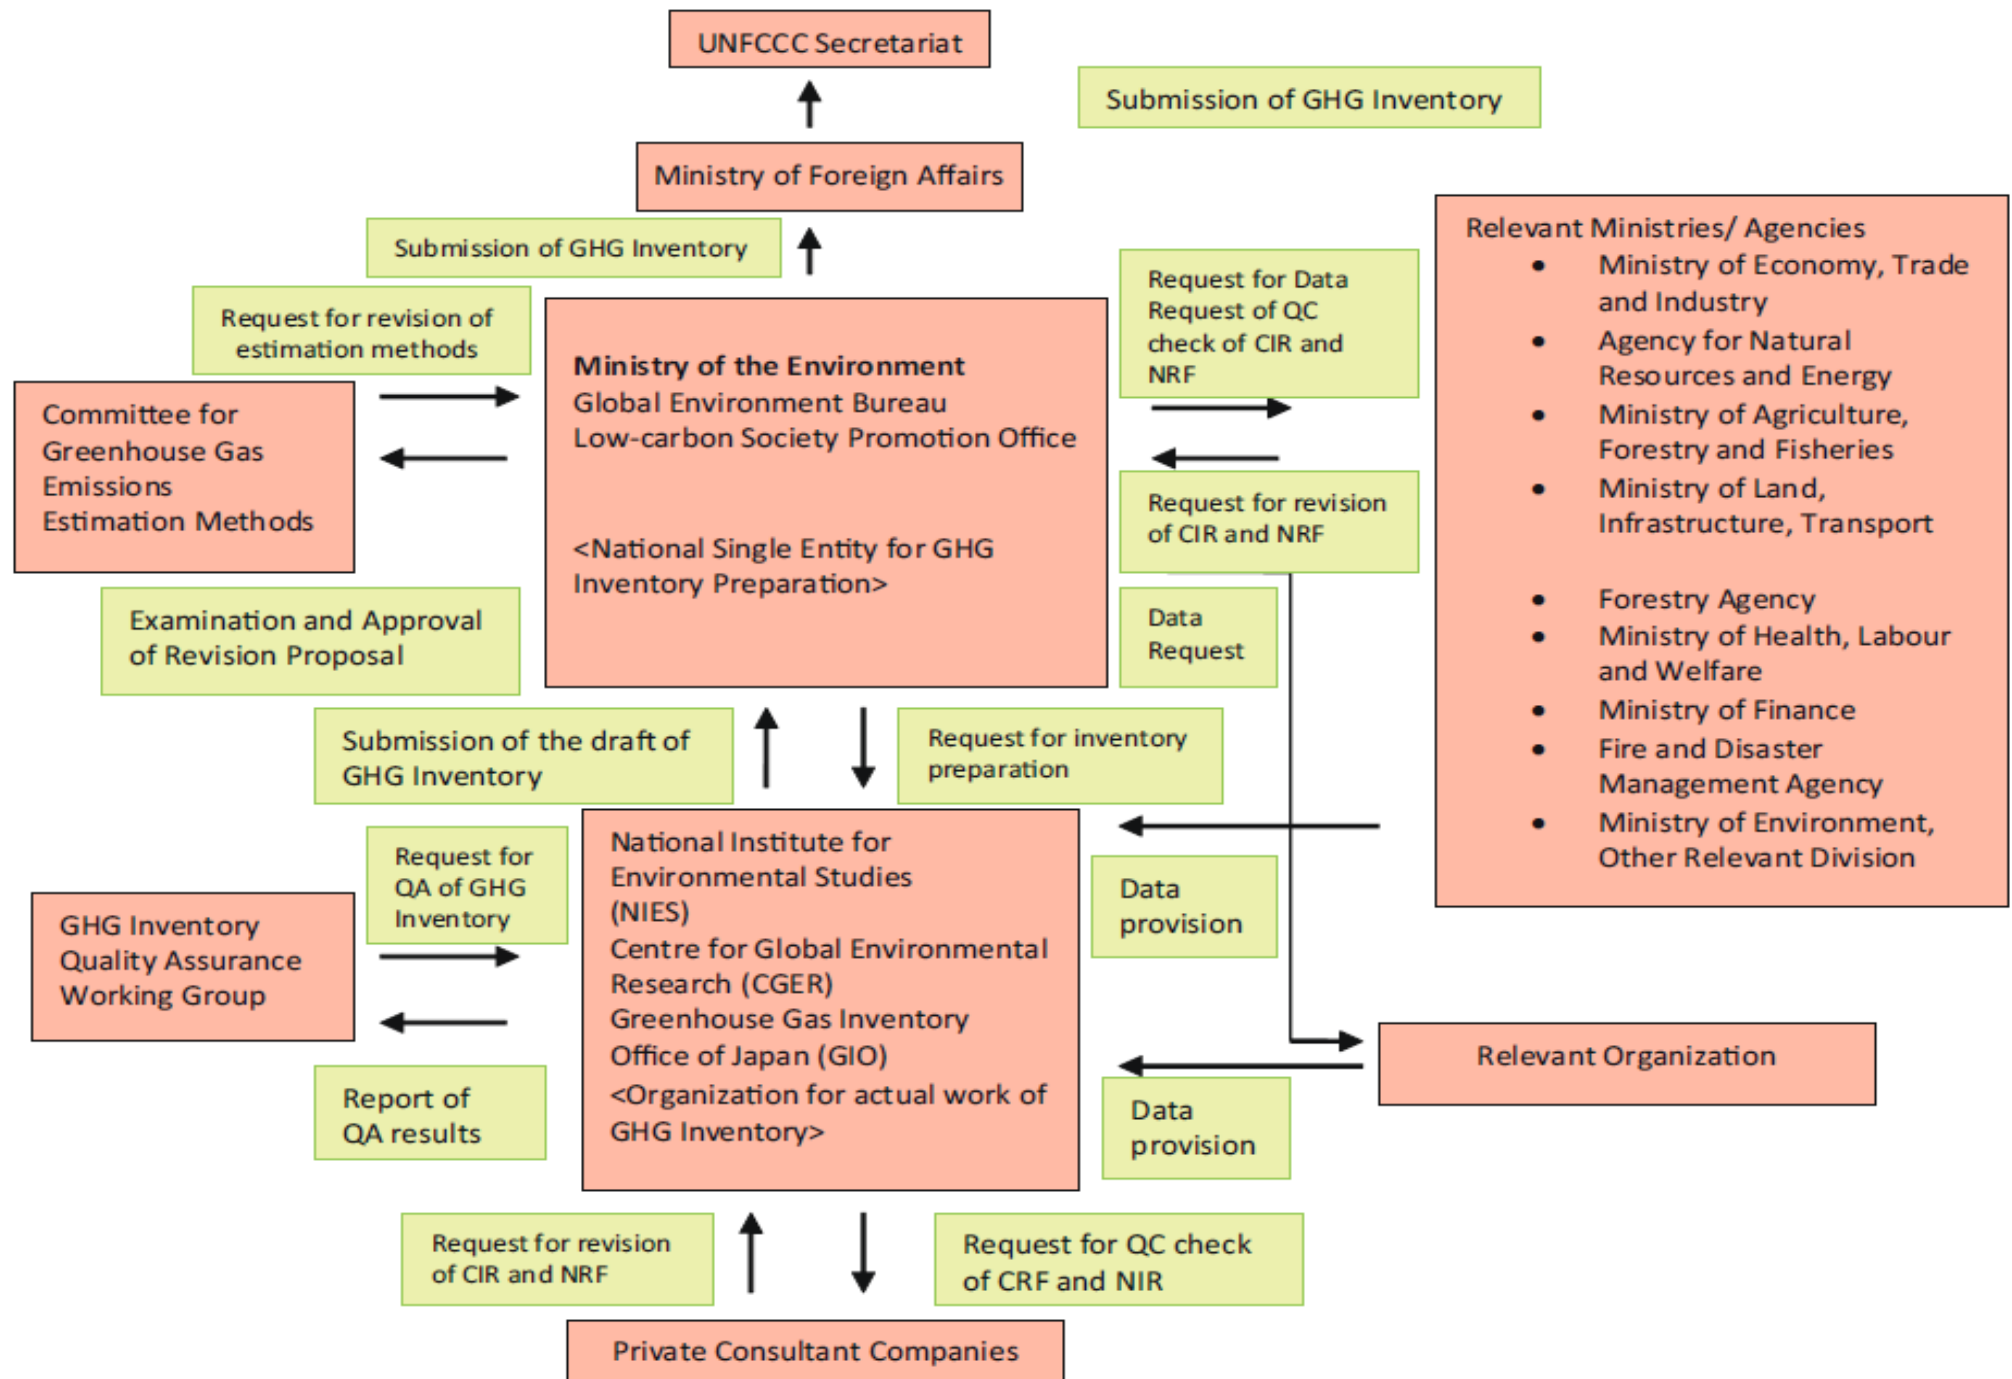 UNFCCC Secretariat
Submission of GHG Inventory
Ministry of Foreign Affairs
Submission of GHG Inventory
Request for revision of
estimation methods
Committee for
Greenhouse Gas
Emissions
Estimation Methods
Examination and Approval
of Revision Proposal
Ministry of the Environment
Global Environment Bureau
Low-carbon Society Promotion Office
<National Single Entity for GHG
Inventory Preparation>
Request for Data
Request of QC
check of CIR and
NRF
Request for revision
of CIR and NRF
Data
Request
Relevant Ministries/ Agencies
• Ministry of Economy, Trade
and Industry
• Agency for Natural
Resources and Energy
• Ministry of Agriculture,
Forestry and Fisheries
• Ministry of Land,
Infrastructure, Transport
• Forestry Agency
• Ministry of Health, Labour
and Welfare
• Ministry of Finance
• Fire and Disaster
Management Agency
• Ministry of Environment,
Other Relevant Division
Submission of the draft of
GHG Inventory
Request for inventory
preparation
Request for
QA of GHG
Inventory
GHG Inventory
Quality Assurance
Working Group
Report of
QA results
National Institute for
Environmental Studies
(NIES)
Centre for Global Environmental
Research (CGER)
Greenhouse Gas Inventory
Office of Japan (GIO)
<Organization for actual work of
GHG Inventory>
Data
provision
Relevant Organization
Data
provision
Request for revision
of CIR and NRF
Request for QC check
of CRF and NIR
Private Consultant Companies